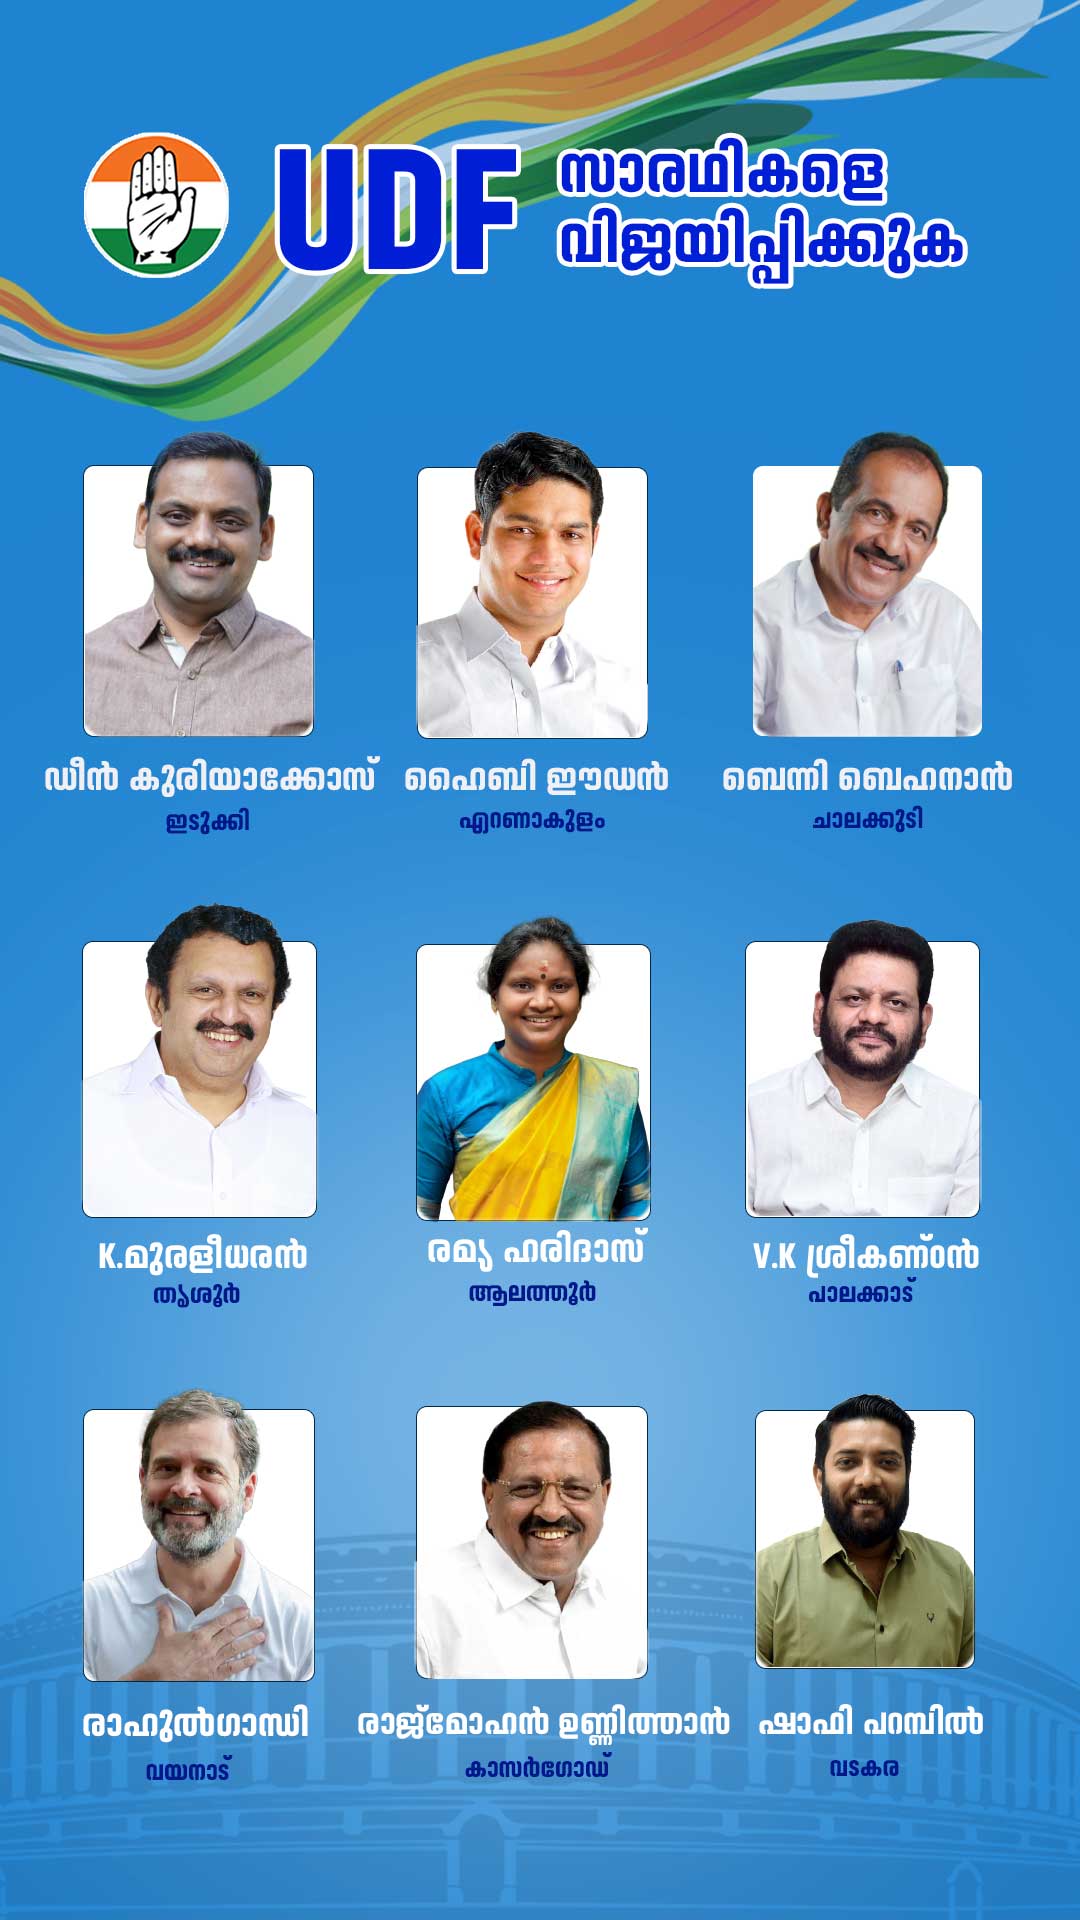 UDF സാരഥികളെ
വിജയിപ്പിക്കുക
ഡീൻ കുരിയാക്കോസ്
ഇടുക്കി
ഹൈബി ഈഡൻ
എറണാകുളം
ബെന്നി ബെഹനാൻ
ചാലക്കുടി
K.മുരളീധരൻ
തൃശൂർ
രമ്യ ഹരിദാസ്
ആലത്തൂർ
V.K ശ്രീകണ്ഠൻ
പാലക്കാട്
രാഹുൽഗാന്ധി
വയനാട്
രാജ്മോഹൻ ഉണ്ണിത്താൻ
കാസർഗോഡ്
ഷാഫി പറമ്പിൽ
വടകര